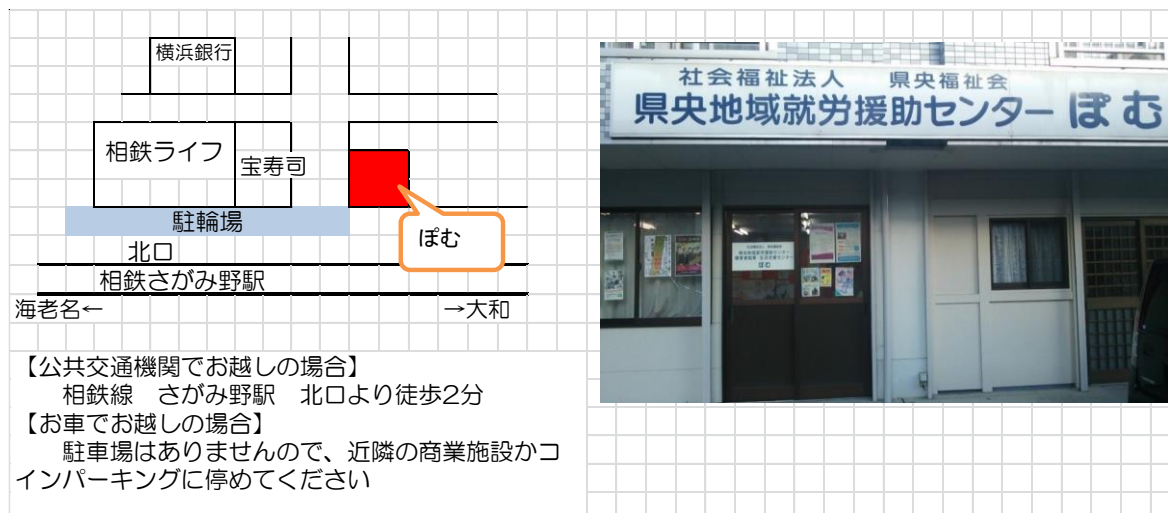 横浜銀行
相鉄ライフ
宝寿司
駐輪場
ぽむ
北口
相鉄さがみ野駅
海老名←
→大和
【公共交通機関でお越しの場合】
相鉄線　さがみ野駅　北口より徒歩2分
【お車でお越しの場合】
駐車場はありませんので、近隣の商業施設かコ
インパーキングに停めてください
社会福祉法人　県央福祉会
県央地域就労援助センター ぽむ
ぽむ